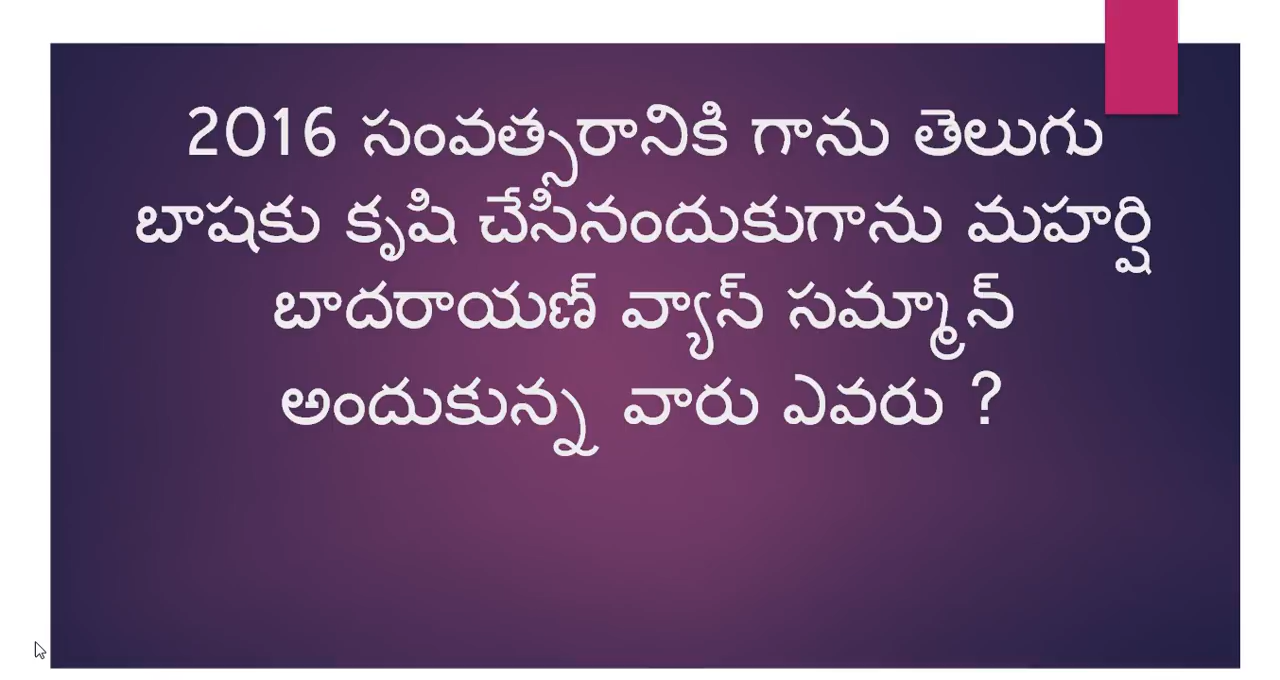 2016 సంవత్సరానికి గాను తెలుగు
బాషకు కృషి చేసినందుకుగాను మహర్షి
బాదరాయణ్ వ్యాస్ సమ్మాన్
అందుకున్న వారు ఎవరు ?